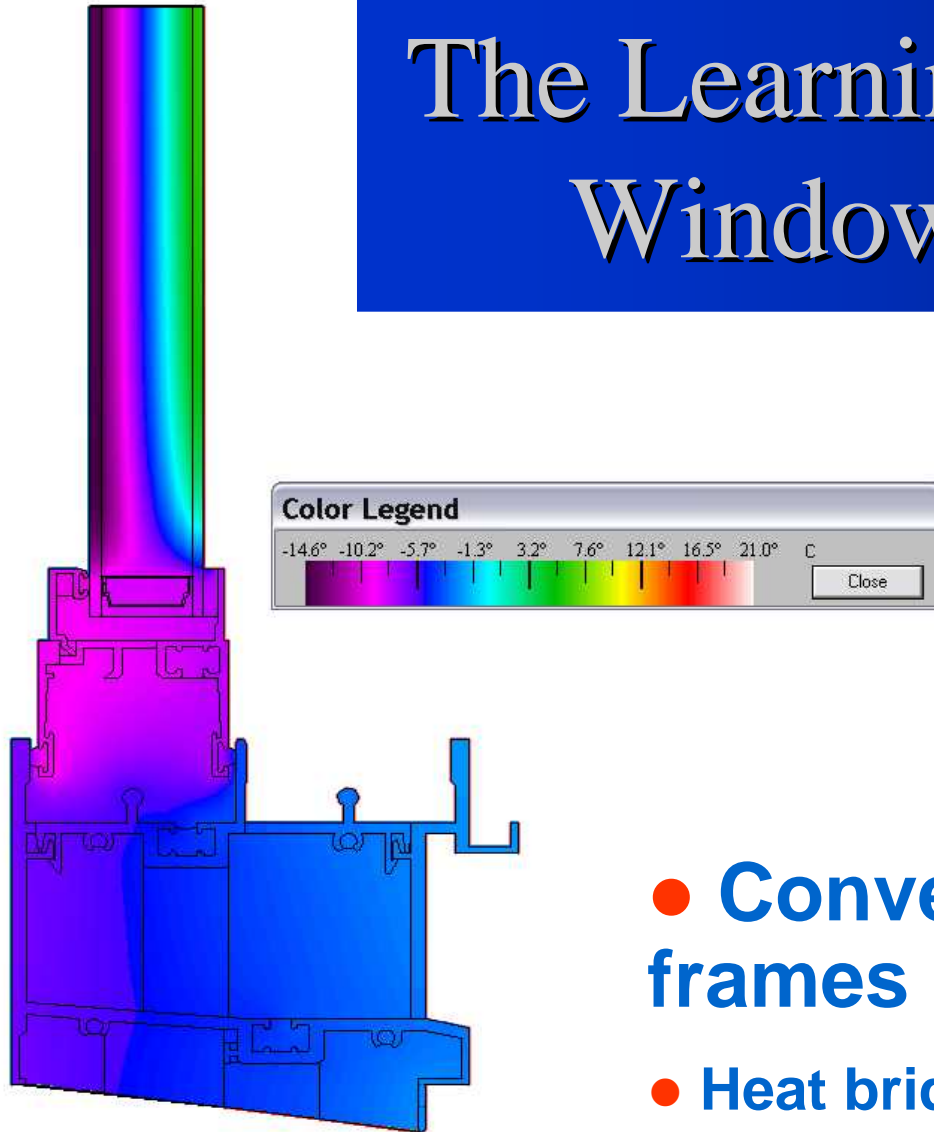 The Learnin
Window
Color Legend
-14.6° -10.2° -5.7° -1.3° 3.2° 7.6° 12.1° 16.5° 21.0° C
Close
• Conve
frames
• Heat brid